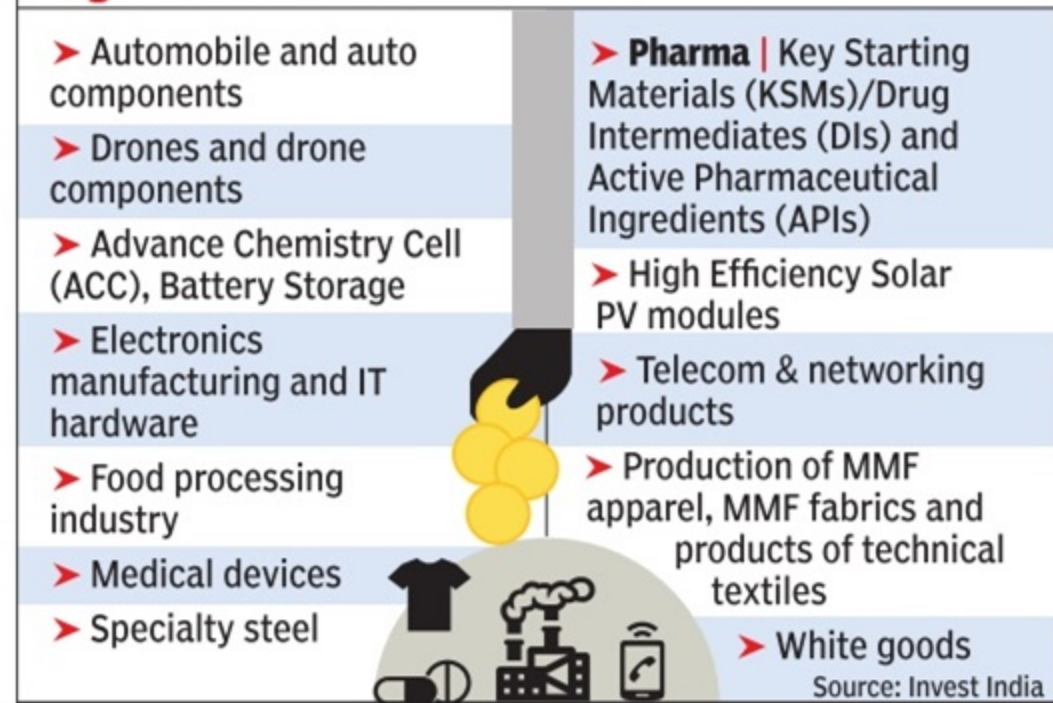 ➤ Automobile and auto
components
➤ Drones and drone
components
➤ Advance Chemistry Cell
(ACC), Battery Storage
➤ Electronics
manufacturing and IT
hardware
➤ Food processing
industry
➤ Medical devices
➤ Specialty steel
➤ Pharma | Key Starting
Materials (KSMs)/Drug
Intermediates (DIs) and
Active Pharmaceutical
Ingredients (APIs)
➤ High Efficiency Solar
PV modules
➤ Telecom & networking
products
➤ Production of MMF
apparel, MMF fabrics and
products of technical
textiles
➤ White goods
Source: Invest India